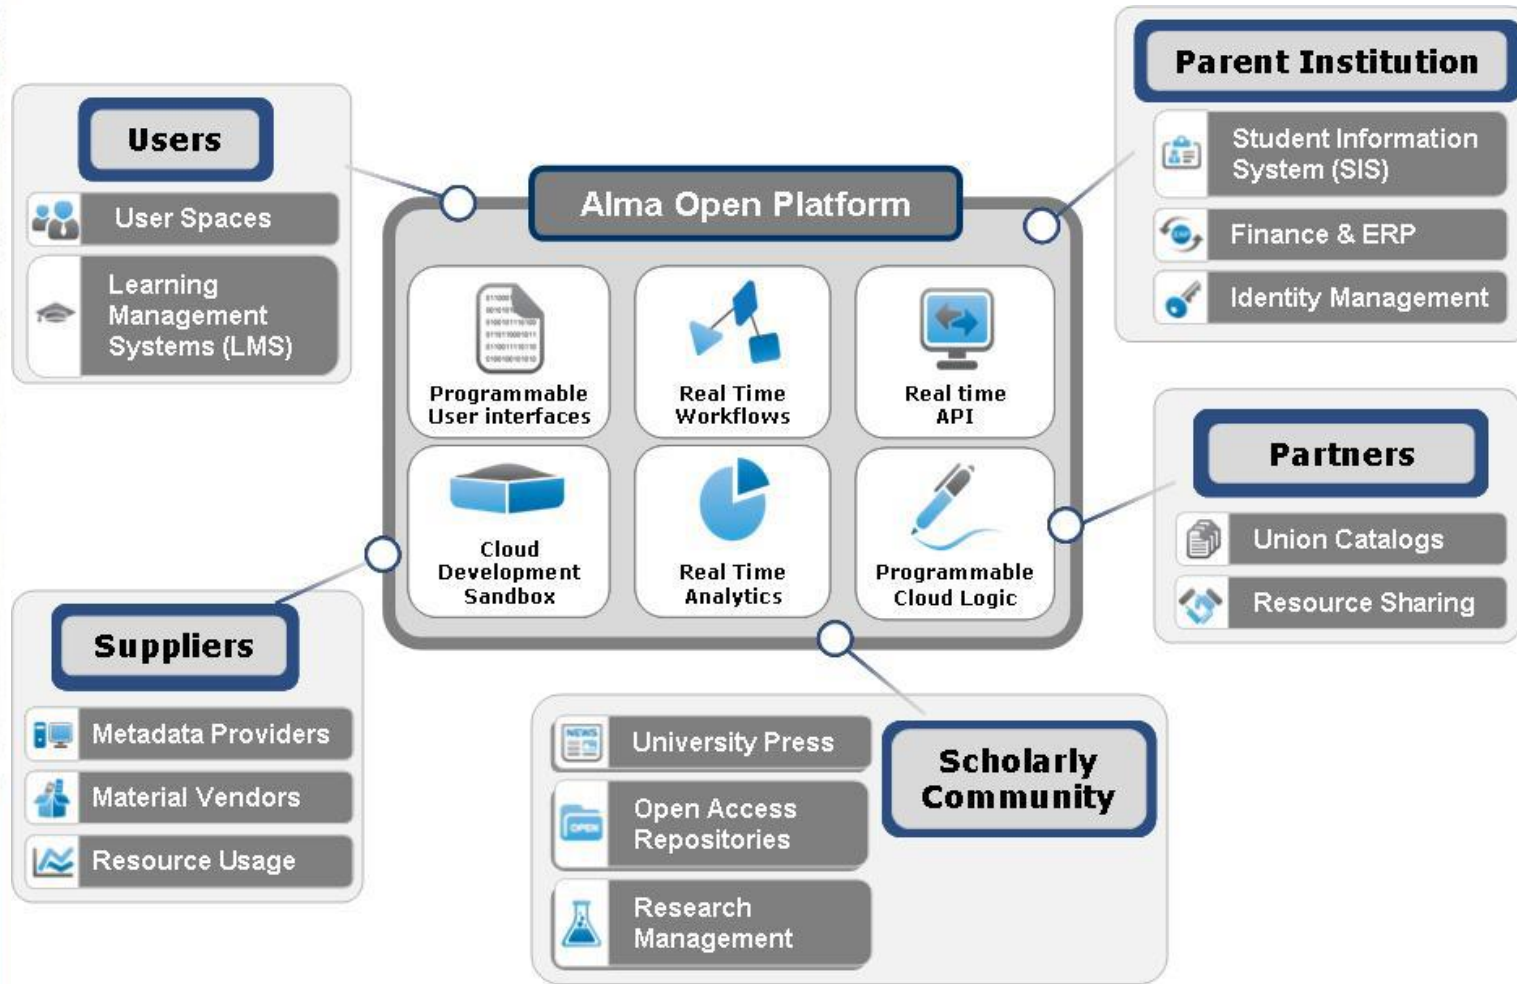 Parent Institution
Student Information
System (SIS)
Finance & ERP
Identity Management
Users
User Spaces
Learning
Management
Systems (LMS)
Alma Open Platform
Programmable
User interfaces
Real Time
Workflows
Real time
API
Cloud
Development
Sandbox
Real Time
Analytics
Programmable
Cloud Logic
Partners
Union Catalogs
Resource Sharing
Suppliers
Metadata Providers
Material Vendors
Resource Usage
Scholarly
Community
NEWS
University Press
OPEN
Open Access
Repositories
Research
Management
ERP